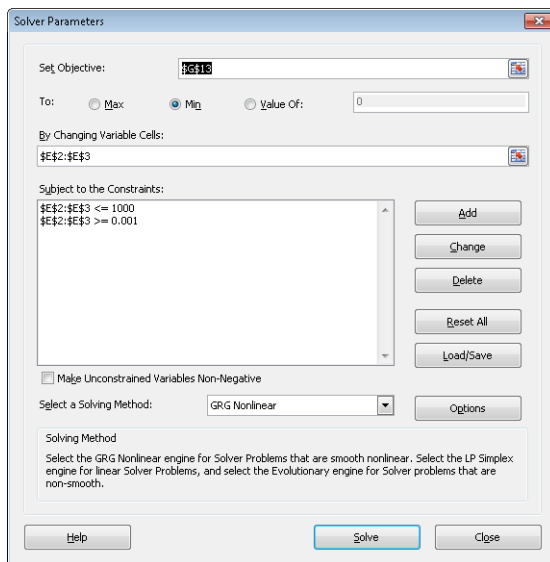 Solver Parameters
Set Objective:
$G$13
To:
Max
Min
Value Of:
0
By Changing Variable Cells:
$E$2:$E$3
Subject to the Constraints:
$E$2:$E$3 <= 1000
$E$2:$E$3 >= 0.001
Add
Change
Delete
Reset All
Load/Save
Make Unconstrained Variables Non-Negative
Select a Solving Method:
GRG Nonlinear
Options
Solving Method
Select the GRG Nonlinear engine for Solver Problems that are smooth nonlinear. Select the LP Simplex
engine for linear Solver Problems, and select the Evolutionary engine for Solver problems that are
non-smooth.
Help
Solve
Close